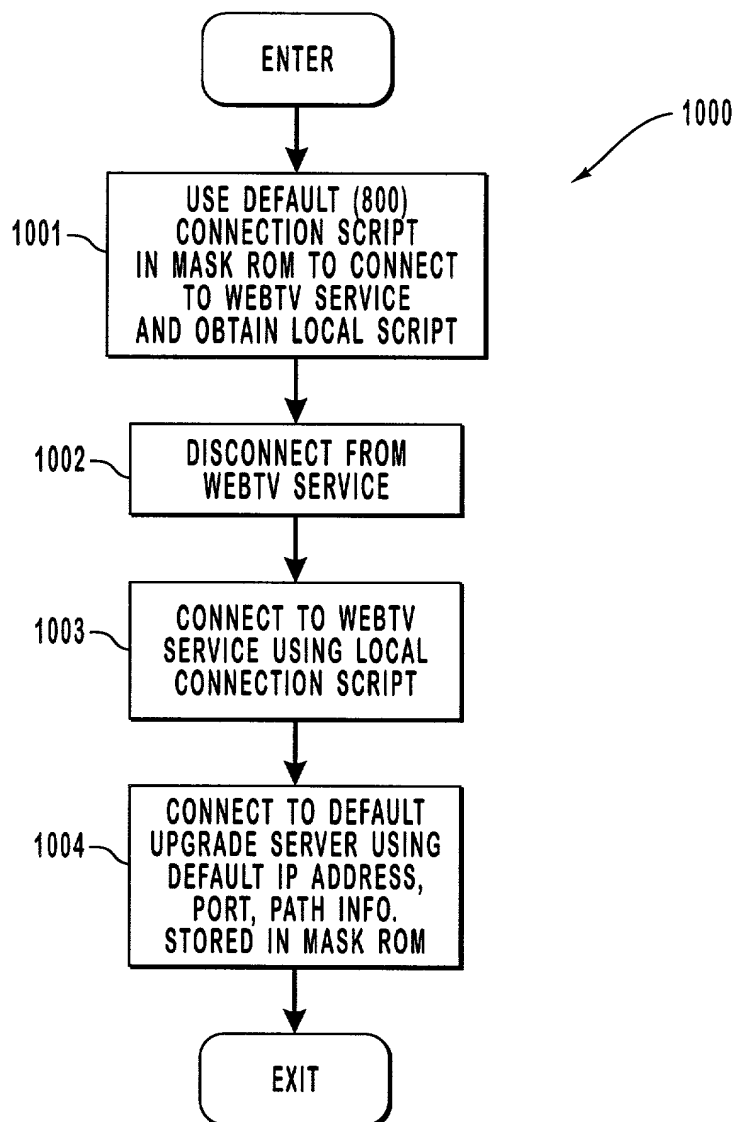 ENTER
1000
1001
USE DEFAULT (800)
CONNECTION SCRIPT
IN MASK ROM TO CONNECT
TO WEBTV SERVICE
AND OBTAIN LOCAL SCRIPT
1002
DISCONNECT FROM
WEBTV SERVICE
1003
CONNECT TO WEBTV
SERVICE USING LOCAL
CONNECTION SCRIPT
1004
CONNECT TO DEFAULT
UPGRADE SERVER USING
DEFAULT IP ADDRESS,
PORT, PATH INFO.
STORED IN MASK ROM
EXIT